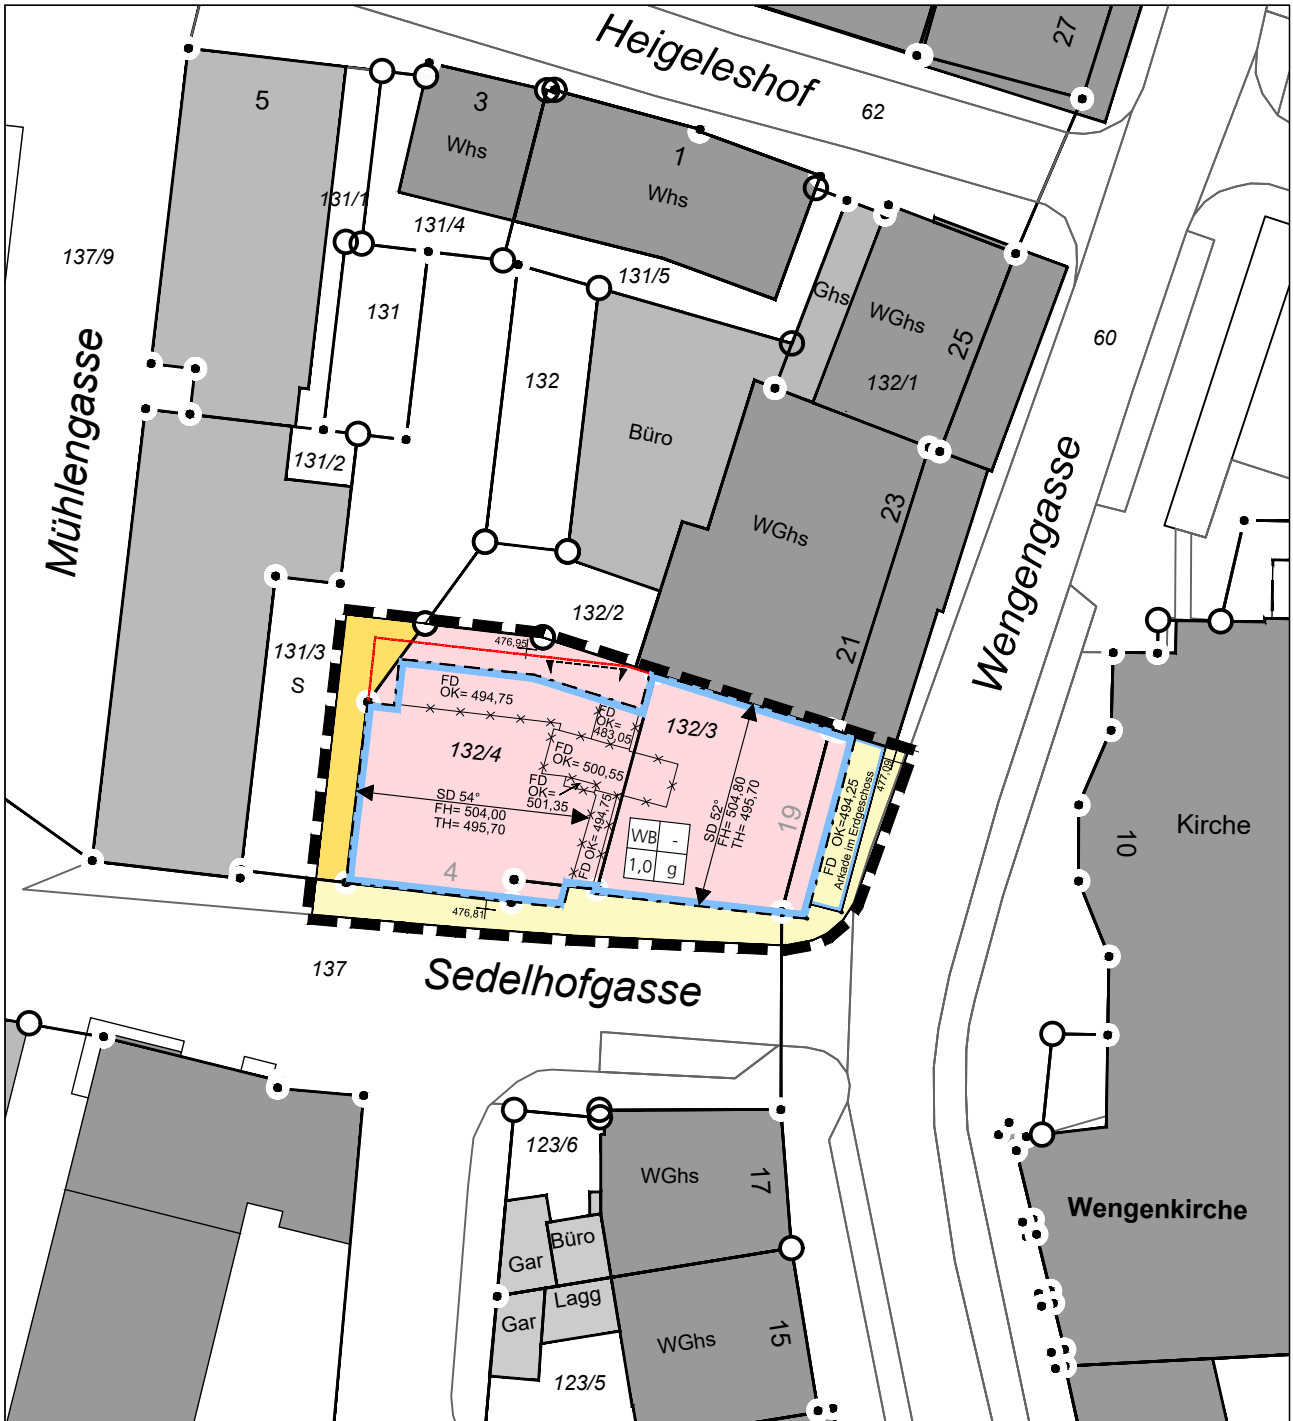 Heigeleshof
62
27
5
3
Whs
1
Whs
131/1
131/4
131/5
137/9
131
132
Ghs
WGhs
132/1
25
60
Mühlengasse
Büro
131/2
WGhs
23
21
Wengengasse
132/2
131/3
S
476,95
FD
OK= 494,75
FD
OK=
483,05
132/3
132/4
FD
OK= 500,55
FD
OK=
501,35
SD 54°
FH= 504,00
TH= 495,70
FD OK= 494,75
SD 52°
FH= 504,80
TH= 495,70
WB -
1,0 g
19
FD OK=494,25
Arkade im Erdgeschoss
477,09
4
476,81
10
Kirche
137
Sedelhofgasse
123/6
WGhs
17
Büro
Gar
Lagg
Gar
WGhs
15
123/5
Wengenkirche